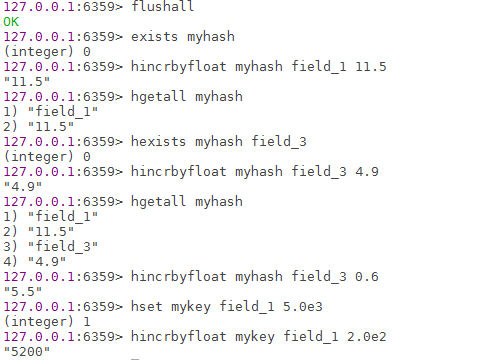 127.0.0.1:6359> flushall
OK
127.0.0.1:6359> exists myhash
(integer) 0
127.0.0.1:6359> hincrbyfloat myhash field_1 11.5
"11.5"
127.0.0.1:6359> hgetall myhash
1) "field_1"
2) "11.5"
127.0.0.1:6359> hexists myhash field_3
(integer) 0
127.0.0.1:6359> hincrbyfloat myhash field_3 4.9
"4.9"
127.0.0.1:6359> hgetall myhash
1) "field_1"
2) "11.5"
3) "field_3"
4) "4.9"
127.0.0.1:6359> hincrbyfloat myhash field_3 0.6
"5.5"
127.0.0.1:6359> hset mykey field_1 5.0e3
(integer) 1
127.0.0.1:6359> hincrbyfloat mykey field_1 2.0e2
"5200"